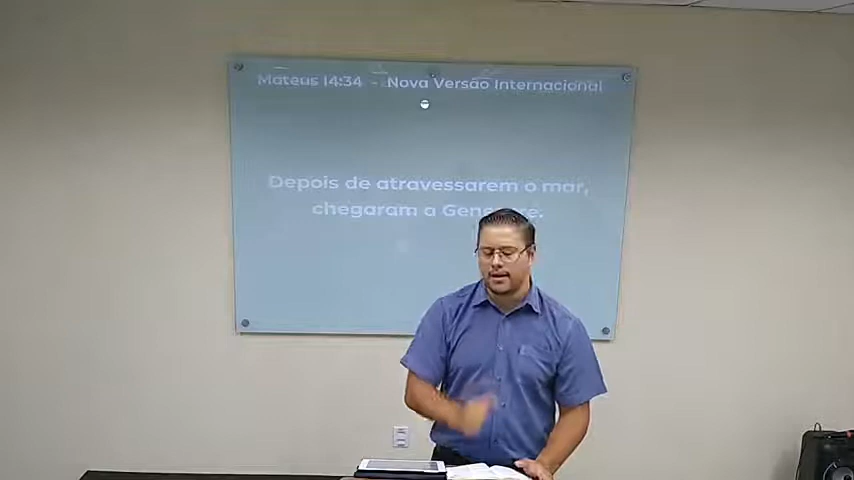 Mateus 14:34 - Nova Versão Internacional
Depois de atravessarem o mar,
chegaram a